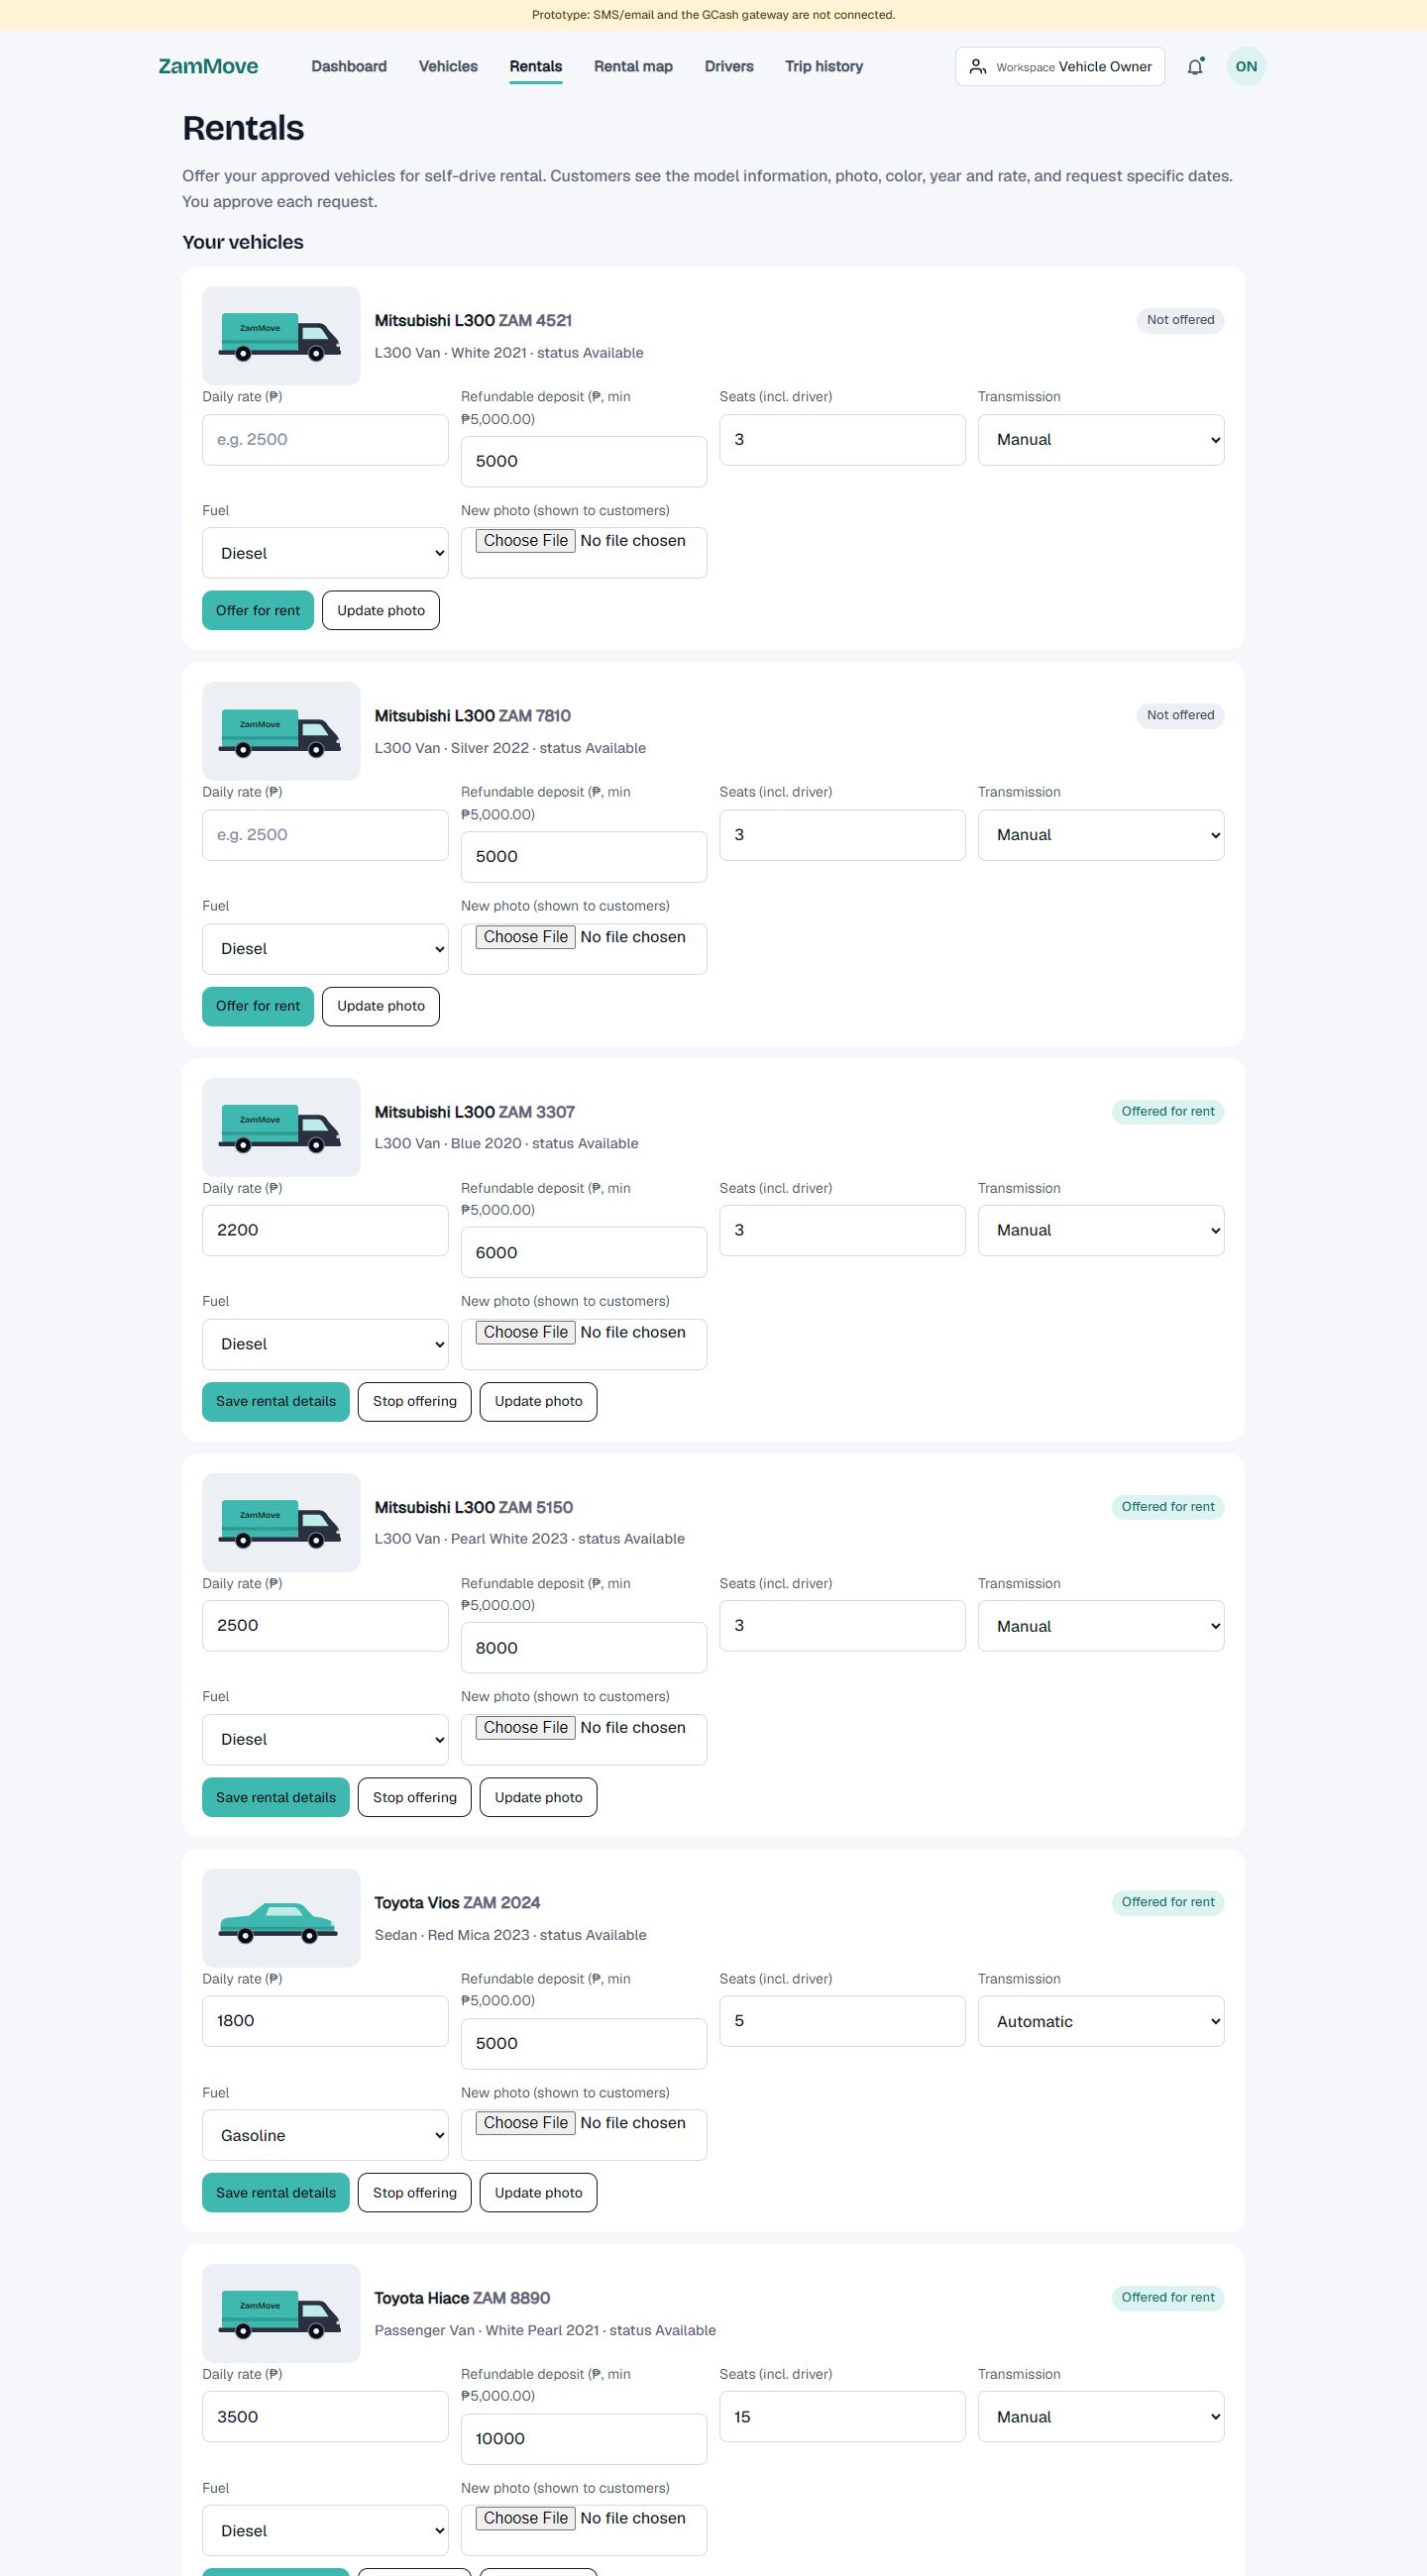 Prototype: SMS/email and the GCash gateway are not connected.
ZamMove Dashboard Vehicles Rentals Rental map Drivers Trip history Workspace Vehicle Owner ON
Rentals
Offer your approved vehicles for self-drive rental. Customers see the model information, photo, color, year and rate, and request specific dates.
You approve each request.
Your vehicles
ZamMove
Mitsubishi L300 ZAM 4521 Not offered
L300 Van · White 2021 · status Available
Daily rate (₱) Refundable deposit (₱, min ₱5,000.00) Seats (incl. driver) Transmission
e.g. 2500 5000 3 Manual
Fuel New photo (shown to customers)
Diesel Choose File No file chosen
Offer for rent Update photo
ZamMove
Mitsubishi L300 ZAM 7810 Not offered
L300 Van · Silver 2022 · status Available
Daily rate (₱) Refundable deposit (₱, min ₱5,000.00) Seats (incl. driver) Transmission
e.g. 2500 5000 3 Manual
Fuel New photo (shown to customers)
Diesel Choose File No file chosen
Offer for rent Update photo
ZamMove
Mitsubishi L300 ZAM 3307 Offered for rent
L300 Van · Blue 2020 · status Available
Daily rate (₱) Refundable deposit (₱, min ₱5,000.00) Seats (incl. driver) Transmission
2200 6000 3 Manual
Fuel New photo (shown to customers)
Diesel Choose File No file chosen
Save rental details Stop offering Update photo
ZamMove
Mitsubishi L300 ZAM 5150 Offered for rent
L300 Van · Pearl White 2023 · status Available
Daily rate (₱) Refundable deposit (₱, min ₱5,000.00) Seats (incl. driver) Transmission
2500 8000 3 Manual
Fuel New photo (shown to customers)
Diesel Choose File No file chosen
Save rental details Stop offering Update photo
Toyota Vios ZAM 2024 Offered for rent
Sedan · Red Mica 2023 · status Available
Daily rate (₱) Refundable deposit (₱, min ₱5,000.00) Seats (incl. driver) Transmission
1800 5000 5 Automatic
Fuel New photo (shown to customers)
Gasoline Choose File No file chosen
Save rental details Stop offering Update photo
ZamMove
Toyota Hiace ZAM 8890 Offered for rent
Passenger Van · White Pearl 2021 · status Available
Daily rate (₱) Refundable deposit (₱, min ₱5,000.00) Seats (incl. driver) Transmission
3500 10000 15 Manual
Fuel New photo (shown to customers)
Diesel Choose File No file chosen